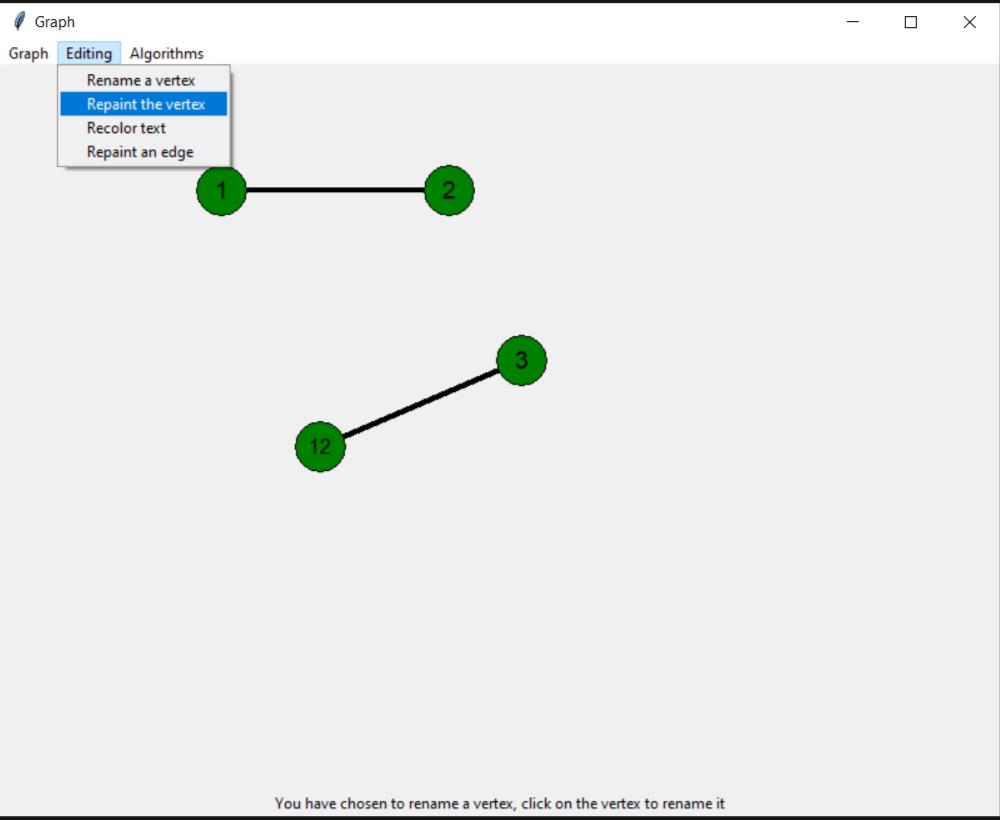 Graph
Graph Editing Algorithms
Rename a vertex
Repaint the vertex
Recolor text
Repaint an edge
1 2
3
12
You have chosen to rename a vertex, click on the vertex to rename it